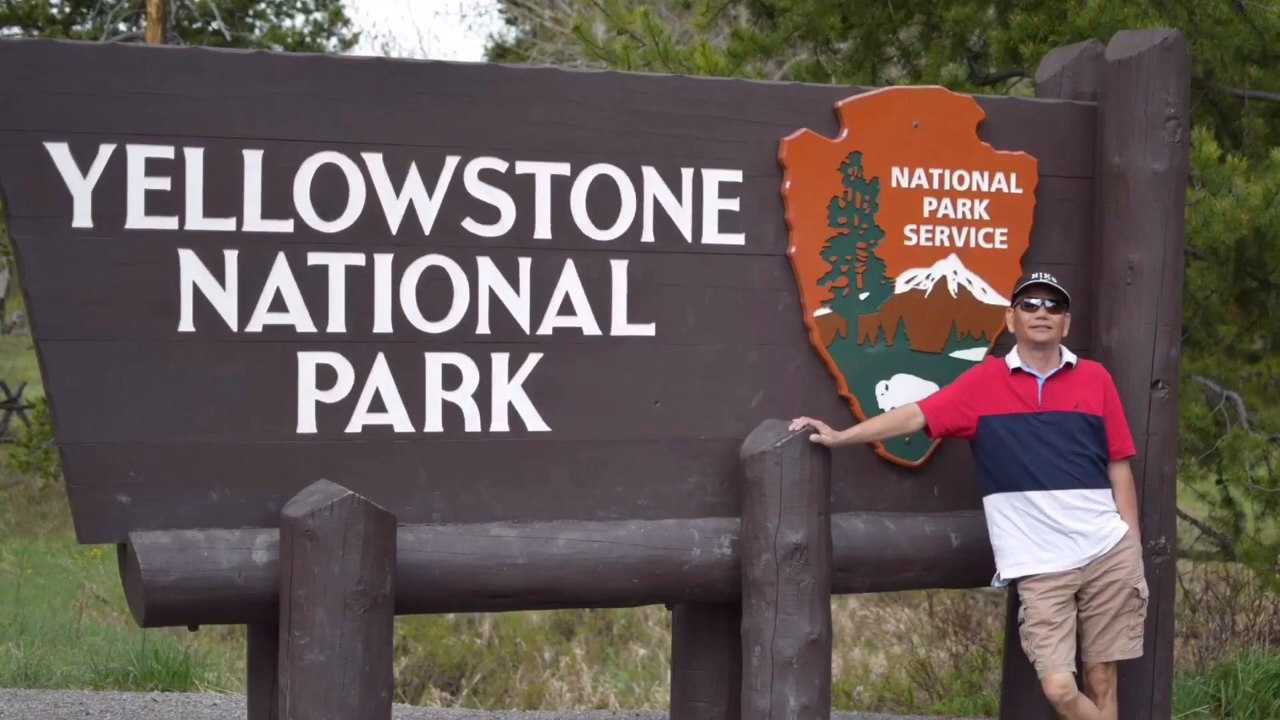 YELLOWSTONE
NATIONAL
PARK
NATIONAL
PARK
SERVICE